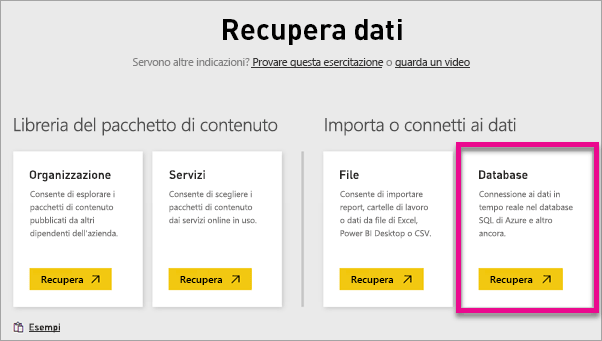 Recupera dati
Servono altre indicazioni? Provare questa esercitazione o guarda un video
Libreria del pacchetto di contenuto
Organizzazione
Consente di esplorare i
pacchetti di contenuto
pubblicati da altri
dipendenti dell'azienda.
Recupera
Servizi
Consente di scegliere i
pacchetti di contenuto
dai servizi online in uso.
Recupera
Importa o connetti ai dati
File
Consente di importare
report, cartelle di lavoro
o dati da file di Excel,
Power BI Desktop o CSV.
Recupera
Database
Connessione ai dati in
tempo reale nel database
SQL di Azure e altro
ancora.
Recupera
Esempi